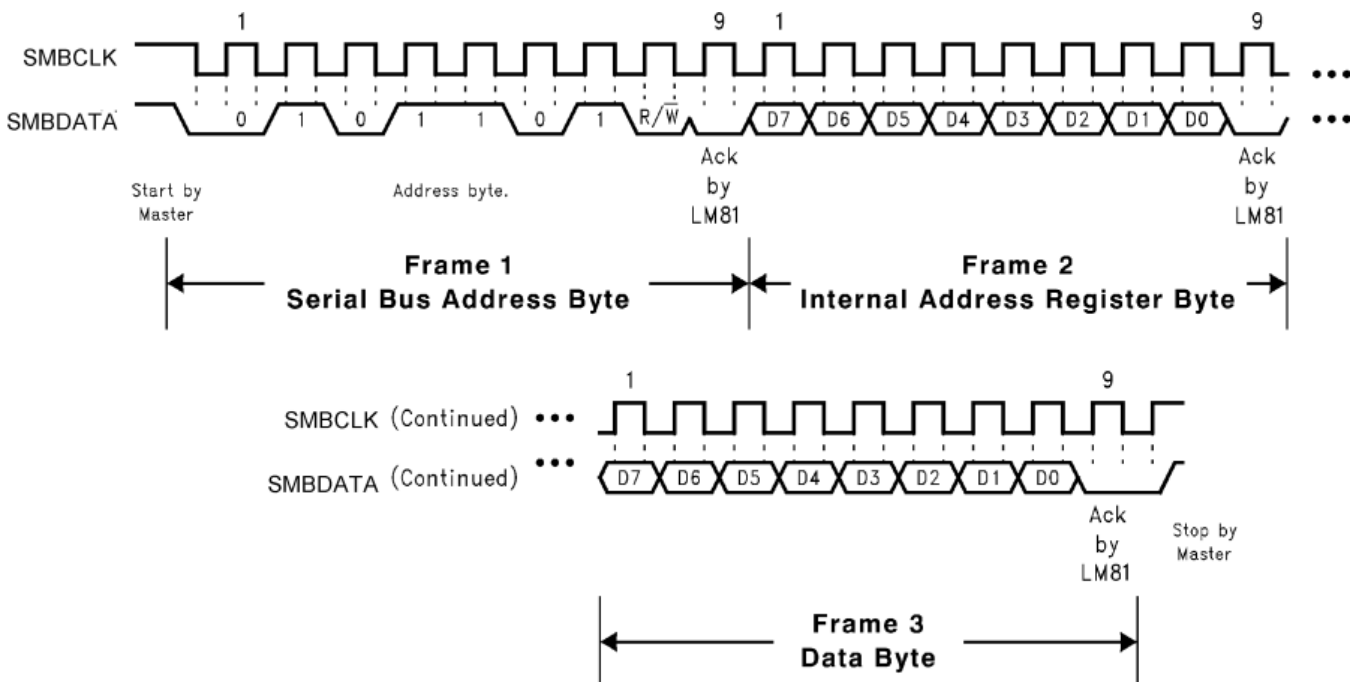 1 9 1 9
SMBCLK
SMBDATA 0 1 0 1 1 0 1 R/W̅ D7 D6 D5 D4 D3 D2 D1 D0
Start by
Master
Address byte.
Ack
by
LM81
Ack
by
LM81
Frame 1
Serial Bus Address Byte
Frame 2
Internal Address Register Byte
1 9
SMBCLK (Continued)
SMBDATA (Continued) D7 D6 D5 D4 D3 D2 D1 D0
Ack
by
LM81
Stop by
Master
Frame 3
Data Byte